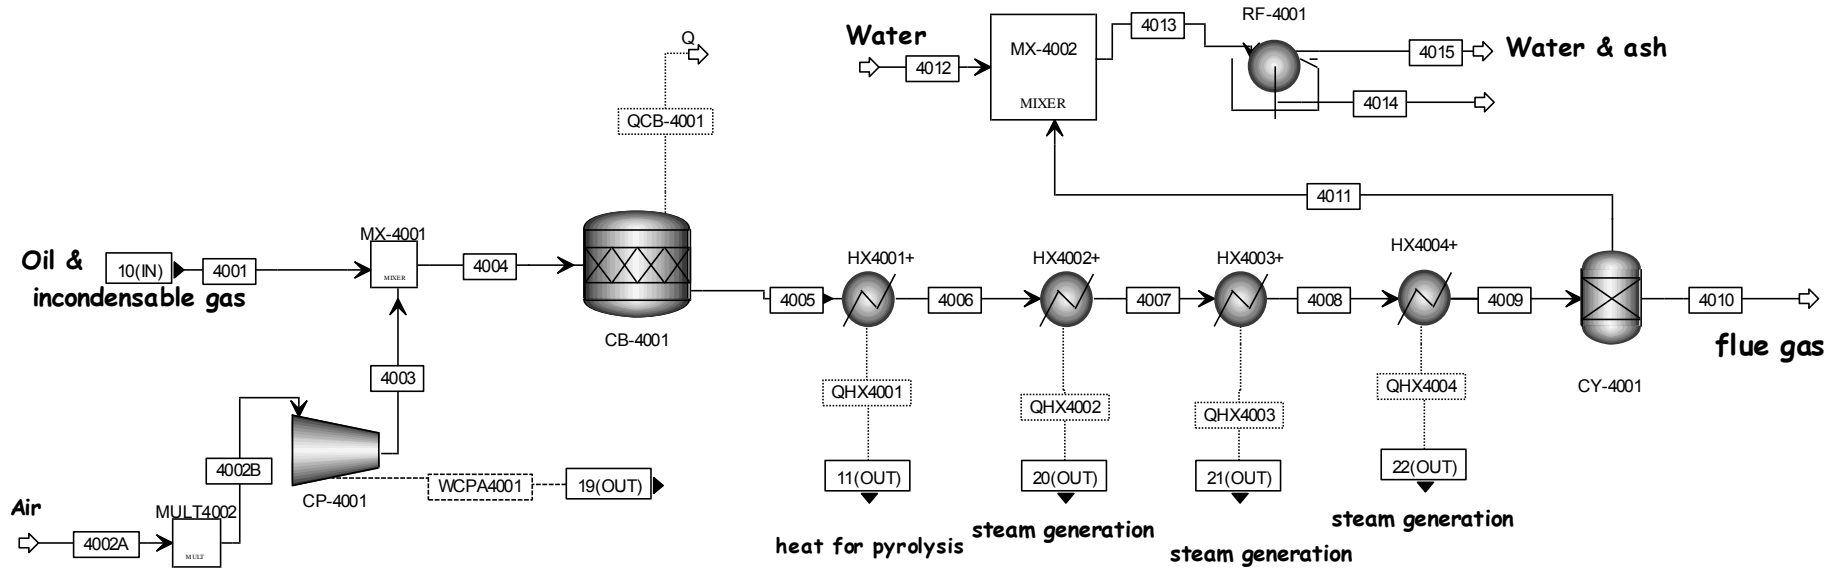 Q
QCB-4001
Water
4012
MX-4002
MIXER
4013
RF-4001
4015
Water & ash
4014
4011
Oil &
incondensable gas
10(IN)
4001
MX-4001
MIXER
4004
CB-4001
4003
4005
HX4001+
4006
HX4002+
4007
HX4003+
4008
HX4004+
4009
4010
flue gas
CY-4001
QHX4001
QHX4002
QHX4003
QHX4004
11(OUT)
20(OUT)
21(OUT)
22(OUT)
heat for pyrolysis
steam generation
steam generation
steam generation
4002B
CP-4001
WCPA4001
19(OUT)
Air
4002A
MULT4002
MULT